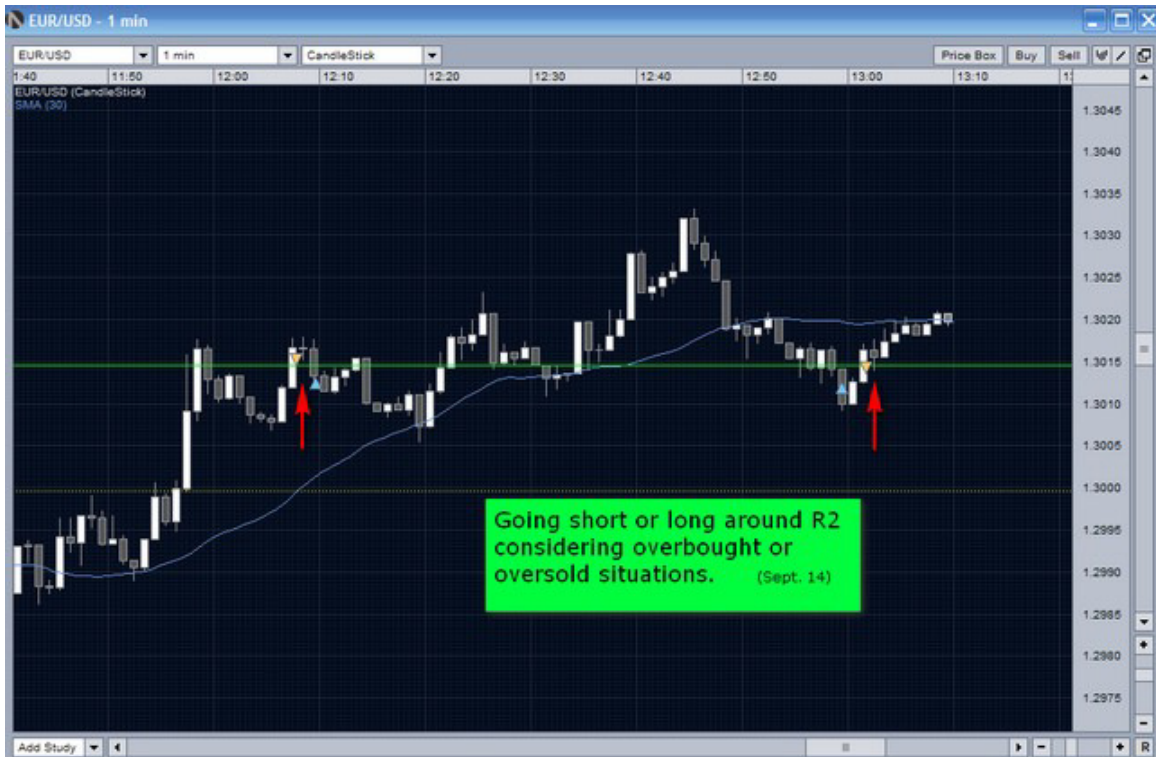 EUR/USD - 1 min
EUR/USD 1 min CandleStick Price Box Buy Sell
1:40 11:50 12:00 12:10 12:20 12:30 12:40 12:50 13:00 13:10 1
EUR/USD (CandleStick)
SMA (30)
1.3045
1.3040
1.3035
1.3030
1.3025
1.3020
1.3015
1.3010
1.3005
1.3000
1.2995
1.2990
1.2985
1.2980
1.2975
Going short or long around R2
considering overbought or
oversold situations. (Sept. 14)
Add Study R